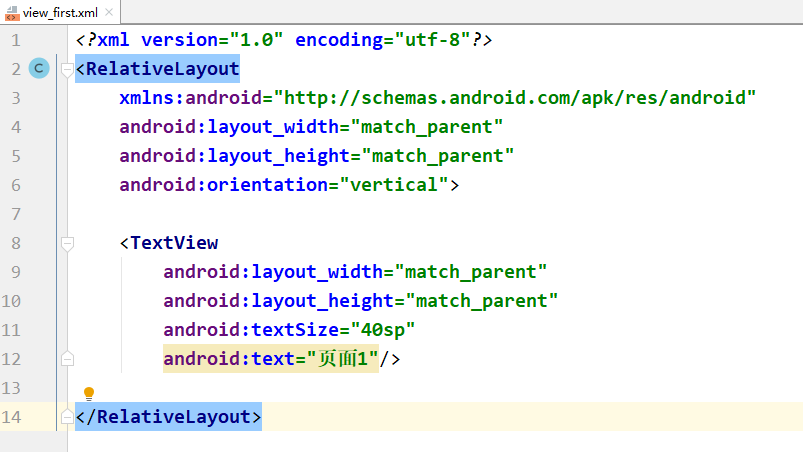 view_first.xml
1 <?xml version="1.0" encoding="utf-8"?>
2 C <RelativeLayout
3 xmlns:android="http://schemas.android.com/apk/res/android"
4 android:layout_width="match_parent"
5 android:layout_height="match_parent"
6 android:orientation="vertical">
7
8 <TextView
9 android:layout_width="match_parent"
10 android:layout_height="match_parent"
11 android:textSize="40sp"
12 android:text="页面1"/>
13
14 </RelativeLayout>